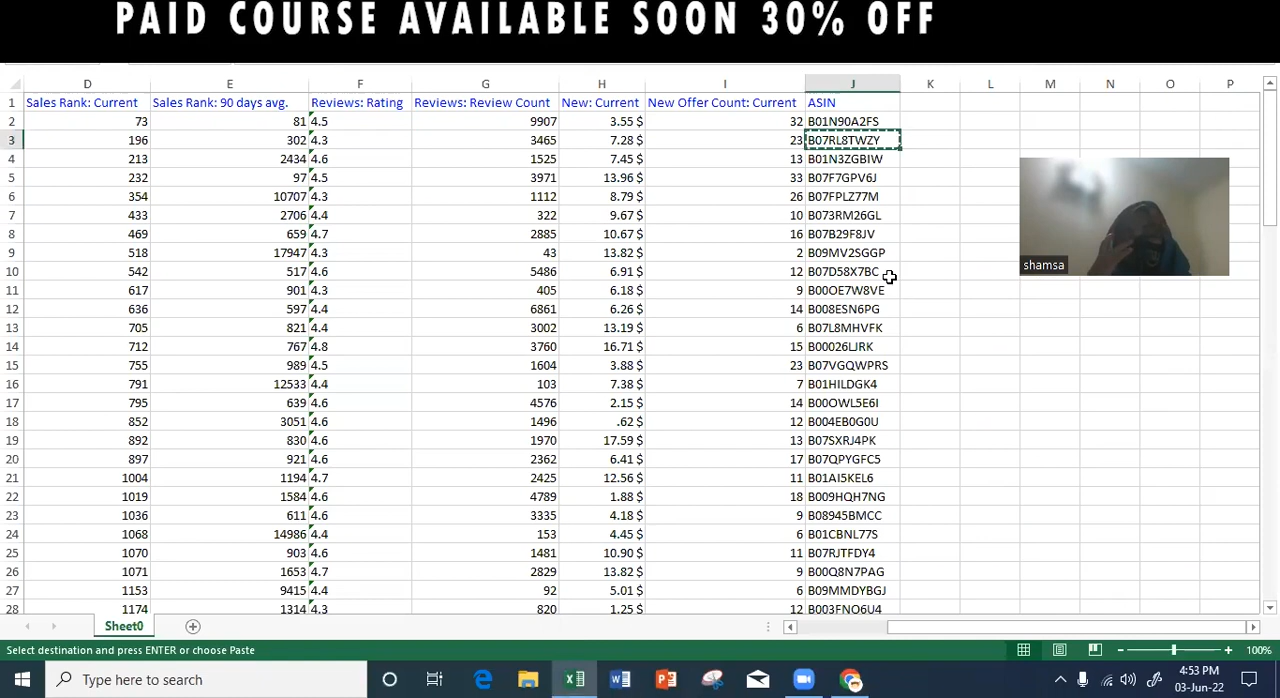 PAID COURSE AVAILABLE SOON 30% OFF
D E F G H I J K L M N O P
1 Sales Rank: Current Sales Rank: 90 days avg. Reviews: Rating Reviews: Review Count New: Current New Offer Count: Current ASIN
2 73 81 4.5 9907 3.55 $ 32 B01N90A2FS
3 196 302 4.3 3465 7.28 $ 23 B07RL8TWZY
4 213 2434 4.6 1525 7.45 $ 13 B01N3ZGBIW
5 232 97 4.5 3971 13.96 $ 33 B07F7GPV6J
6 354 10707 4.3 1112 8.79 $ 26 B07FPLZ77M
7 433 2706 4.4 322 9.67 $ 10 B073RM26GL
8 469 659 4.7 2885 10.67 $ 16 B07B29F8JV
9 518 17947 4.3 43 13.82 $ 2 B09MV2SGGP
10 542 517 4.6 5486 6.91 $ 12 B07D58X7BC
11 617 901 4.3 405 6.18 $ 9 B00OE7W8VE
12 636 597 4.4 6861 6.26 $ 14 B008ESN6PG
13 705 821 4.4 3002 13.19 $ 6 B07L8MHVFK
14 712 767 4.8 3760 16.71 $ 15 B00026LJRK
15 755 989 4.5 1604 3.88 $ 23 B07VGQWPRS
16 791 12533 4.4 103 7.38 $ 7 B01HILDGK4
17 795 639 4.6 4576 2.15 $ 14 B00OWL5E6I
18 852 3051 4.6 1496 .62 $ 12 B004EB0G0U
19 892 830 4.6 1970 17.59 $ 13 B07SXRJ4PK
20 897 921 4.6 2362 6.41 $ 17 B07QPYGFC5
21 1004 1194 4.7 2425 12.56 $ 11 B01AI5KEL6
22 1019 1584 4.6 4789 1.88 $ 18 B009HQH7NG
23 1036 611 4.6 3335 4.18 $ 9 B08945BMCC
24 1068 14986 4.4 153 4.45 $ 6 B01CBNL77S
25 1070 903 4.6 1481 10.90 $ 11 B07RJTFDY4
26 1071 1653 4.7 2829 13.82 $ 9 B00Q8N7PAG
27 1153 9415 4.4 92 5.01 $ 6 B09MMDYBGJ
28 1174 1314 4.3 820 1.25 $ 12 B003FNO6U4
shamsa
Sheet0
Select destination and press ENTER or choose Paste
100%
Type here to search
4:53 PM
03-Jun-22